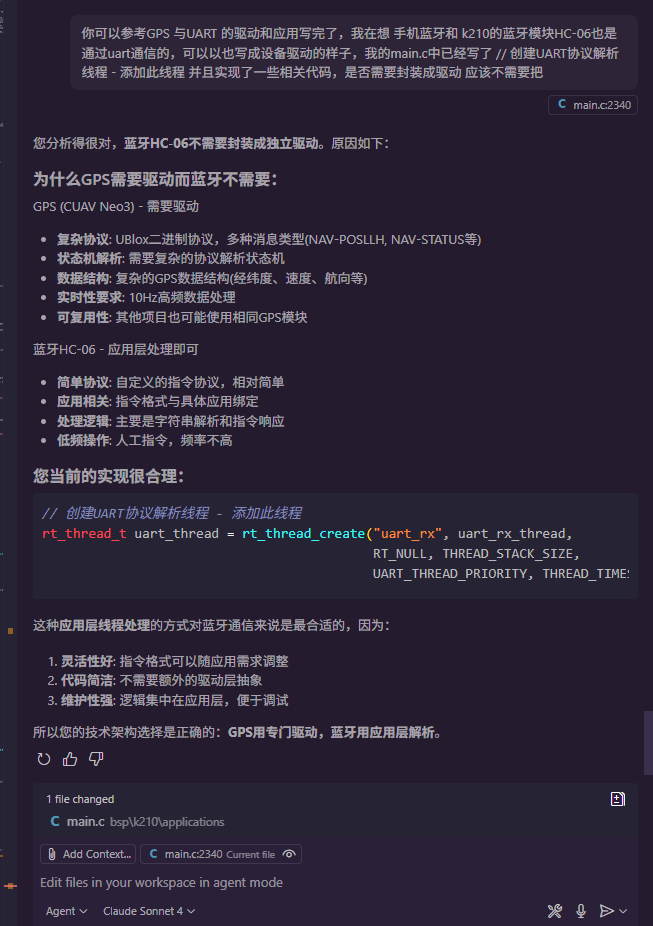 你可以参考GPS 与UART 的驱动和应用写完了，我在想 手机蓝牙和 k210的蓝牙模块HC-06也是
通过uart通信的，可以以也写成设备驱动的样子，我的main.c中已经写了 // 创建UART协议解析
线程 - 添加此线程 并且实现了一些相关代码，是否需要封装成驱动 应该不需要把
C main.c:2340
您分析得很对，蓝牙HC-06不需要封装成独立驱动。原因如下：
为什么GPS需要驱动而蓝牙不需要：
GPS (CUAV Neo3) - 需要驱动
• 复杂协议: UBlox二进制协议，多种消息类型(NAV-POSLLH, NAV-STATUS等)
• 状态机解析: 需要复杂的协议解析状态机
• 数据结构: 复杂的GPS数据结构(经纬度、速度、航向等)
• 实时性要求: 10Hz高频数据处理
• 可复用性: 其他项目也可能使用相同GPS模块
蓝牙HC-06 - 应用层处理即可
• 简单协议: 自定义的指令协议，相对简单
• 应用相关: 指令格式与具体应用绑定
• 处理逻辑: 主要是字符串解析和指令响应
• 低频操作: 人工指令，频率不高
您当前的实现很合理：
// 创建UART协议解析线程 - 添加此线程
rt_thread_t uart_thread = rt_thread_create("uart_rx", uart_rx_thread,
RT_NULL, THREAD_STACK_SIZE,
UART_THREAD_PRIORITY, THREAD_TIMES
这种应用层线程处理的方式对蓝牙通信来说是最合适的，因为：
1. 灵活性好: 指令格式可以随应用需求调整
2. 代码简洁: 不需要额外的驱动层抽象
3. 维护性强: 逻辑集中在应用层，便于调试
所以您的技术架构选择是正确的：GPS用专门驱动，蓝牙用应用层解析。
1 file changed
C main.c bsp\k210\applications
Add Context... C main.c:2340 Current file
Edit files in your workspace in agent mode
Agent Claude Sonnet 4